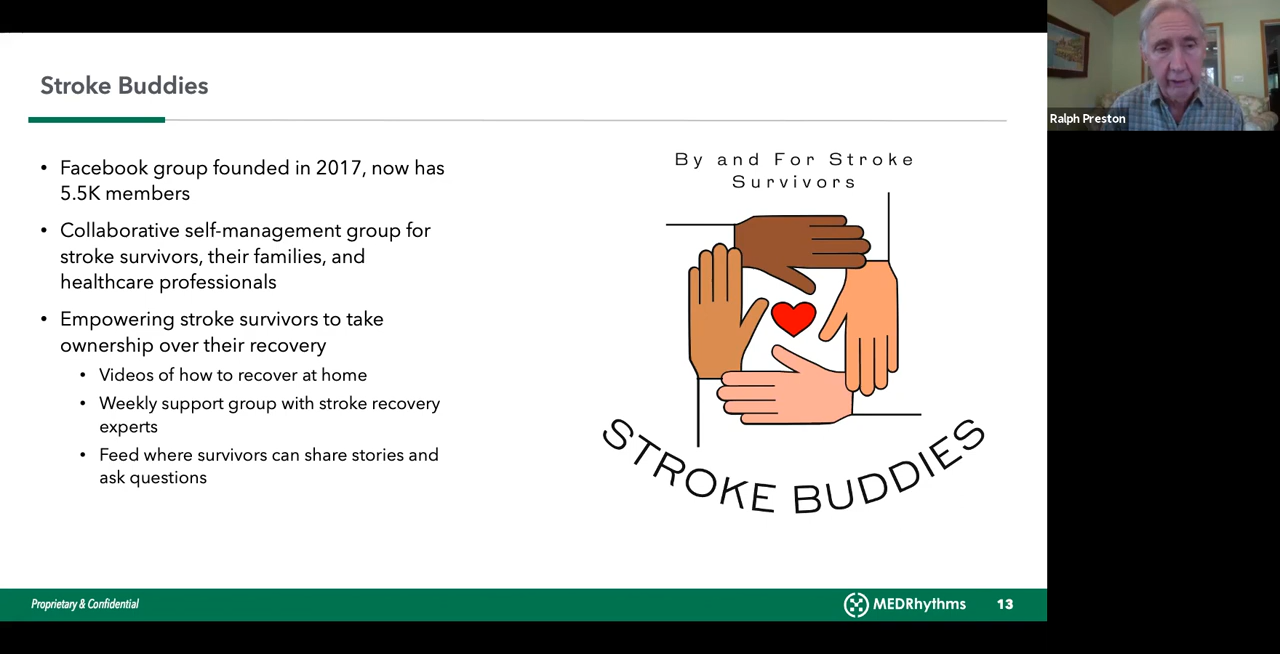 Stroke Buddies
• Facebook group founded in 2017, now has
5.5K members
• Collaborative self-management group for
stroke survivors, their families, and
healthcare professionals
• Empowering stroke survivors to take
ownership over their recovery
• Videos of how to recover at home
• Weekly support group with stroke recovery
experts
• Feed where survivors can share stories and
ask questions
By and For Stroke
Survivors
STROKE BUDDIES
Ralph Preston
Proprietary & Confidential
MEDRhythms
13